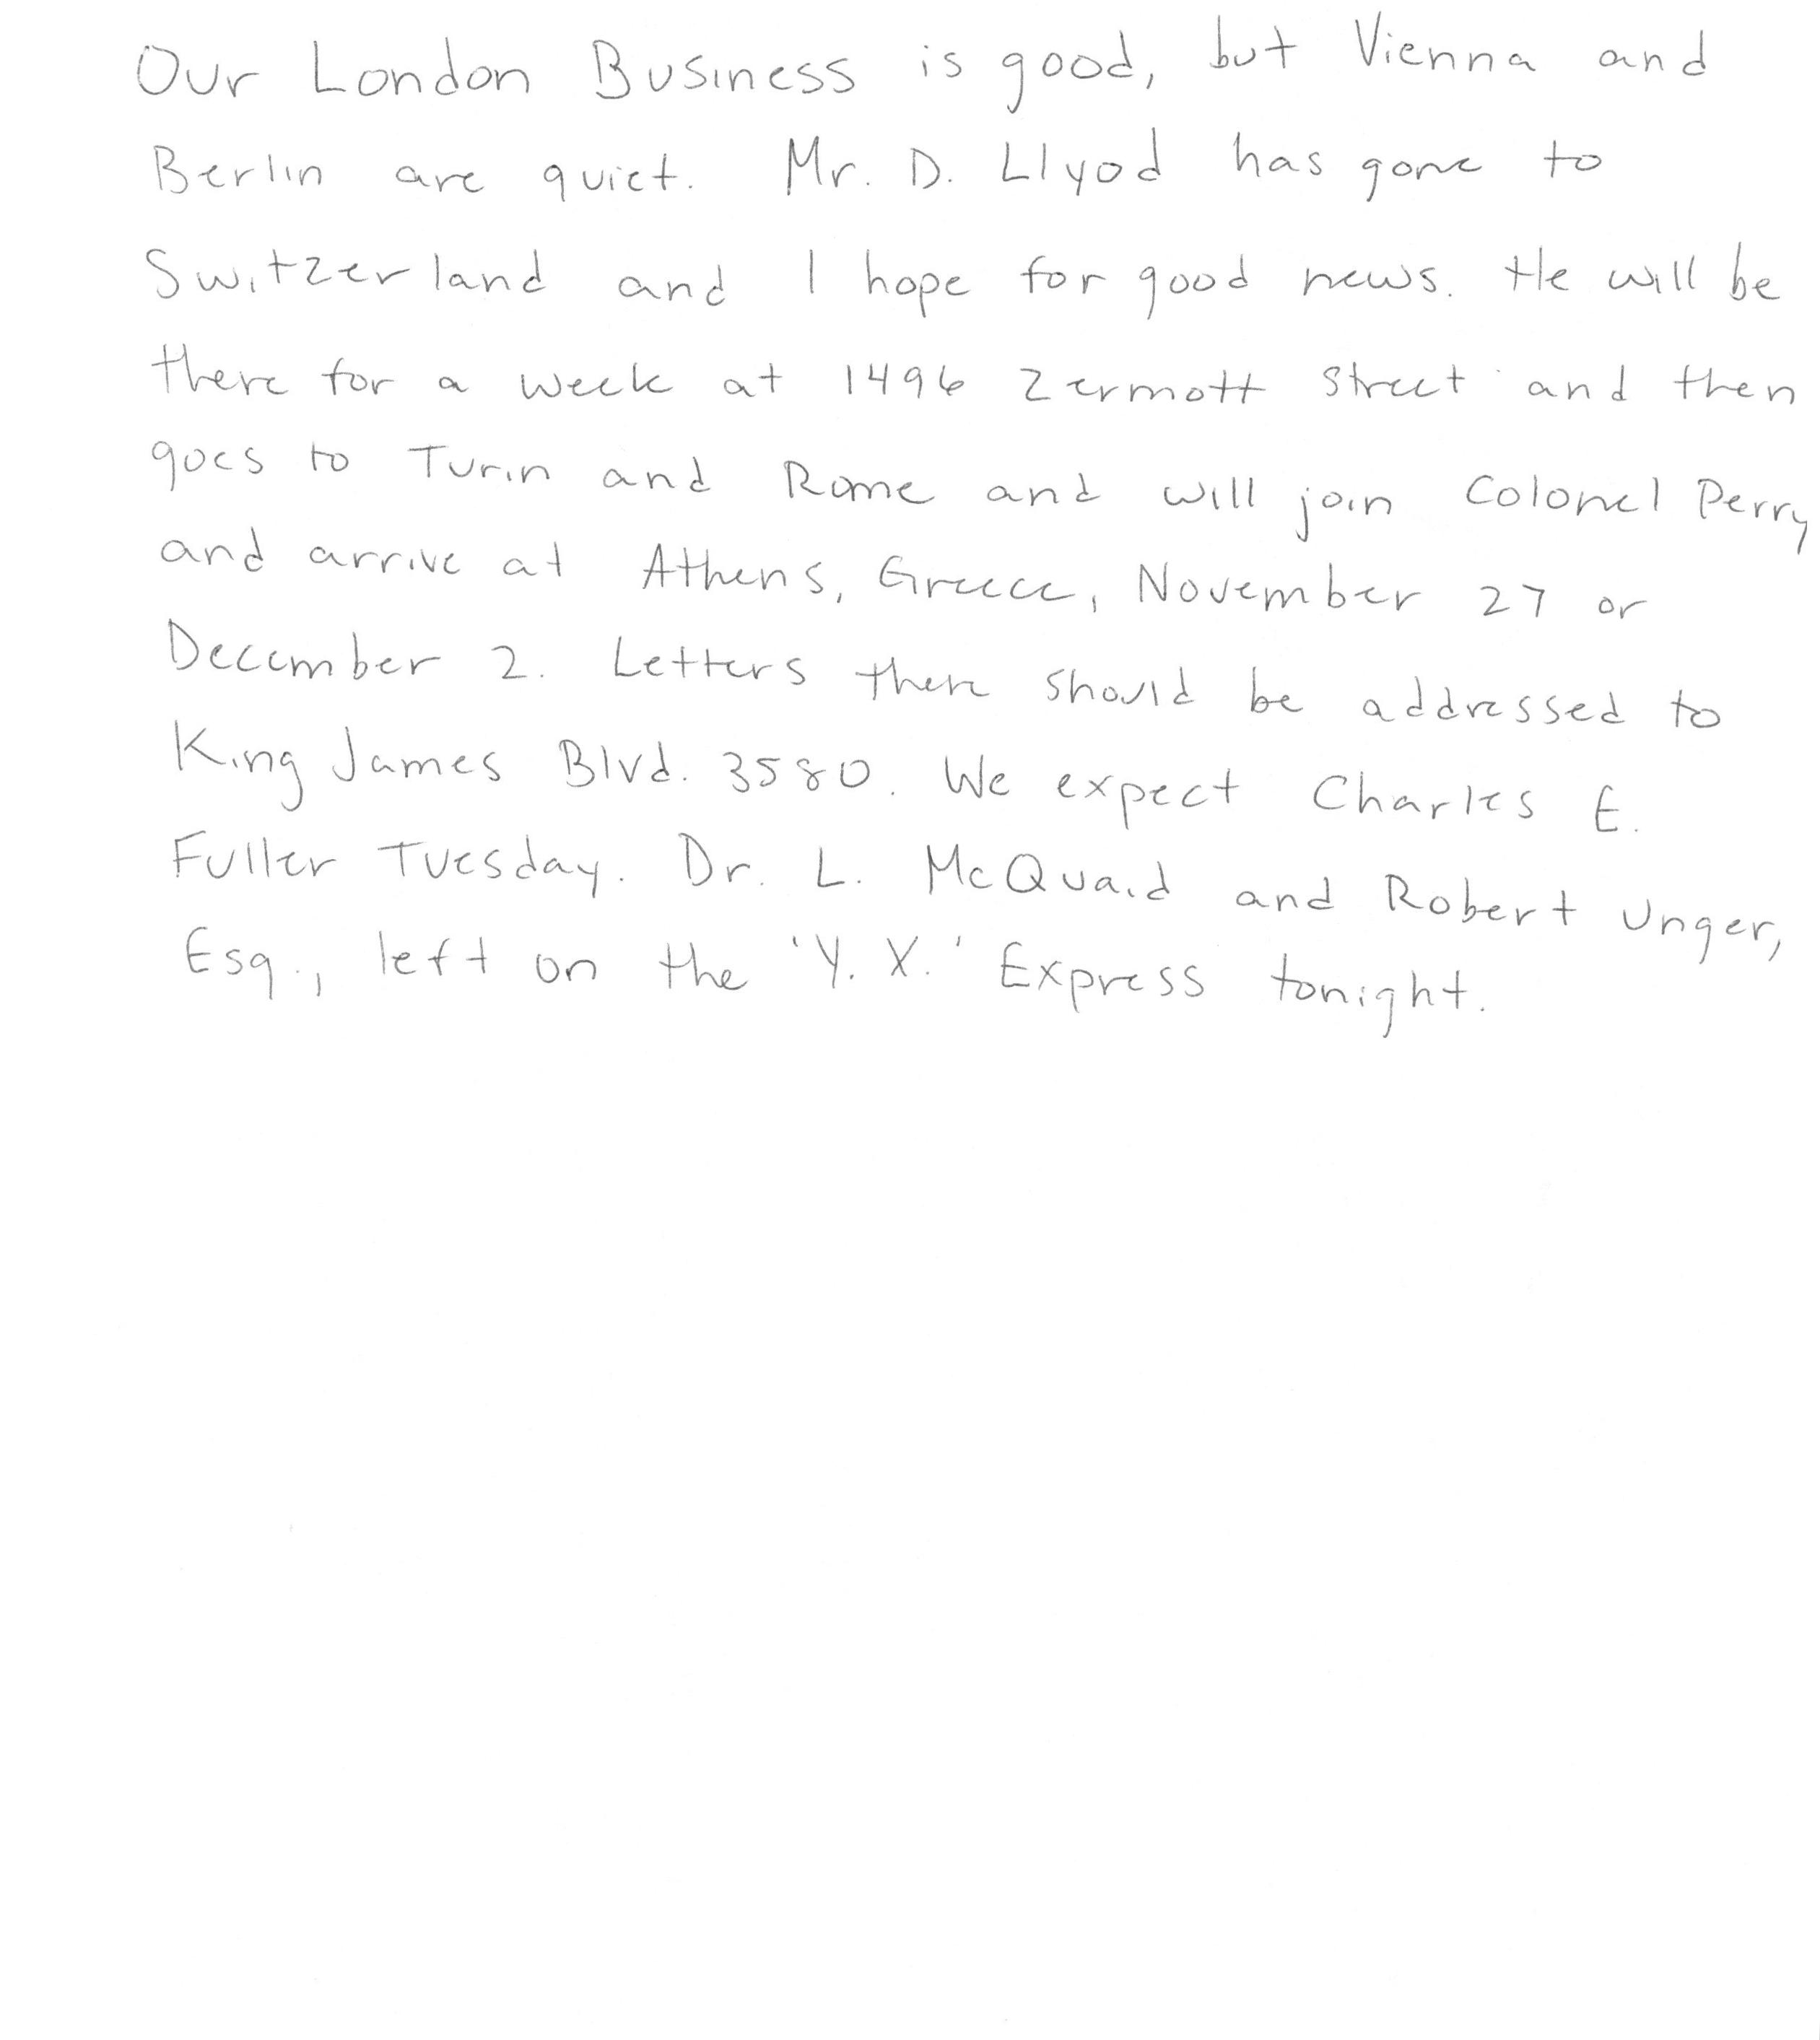 Our London Business is good, but Vienna and
Berlin are quiet. Mr. D. Llyod has gone to
Switzerland and I hope for good news. He will be
there for a week at 1496 Zermott street and then
goes to Turin and Rome and will join Colonel Perry
and arrive at Athens, Greece, November 27 or
December 2. Letters there should be addressed to
King James Blvd. 3580. We expect Charles E.
Fuller Tuesday. Dr. L. McQuaid and Robert Unger,
Esq., left on the 'Y. X.' Express tonight.